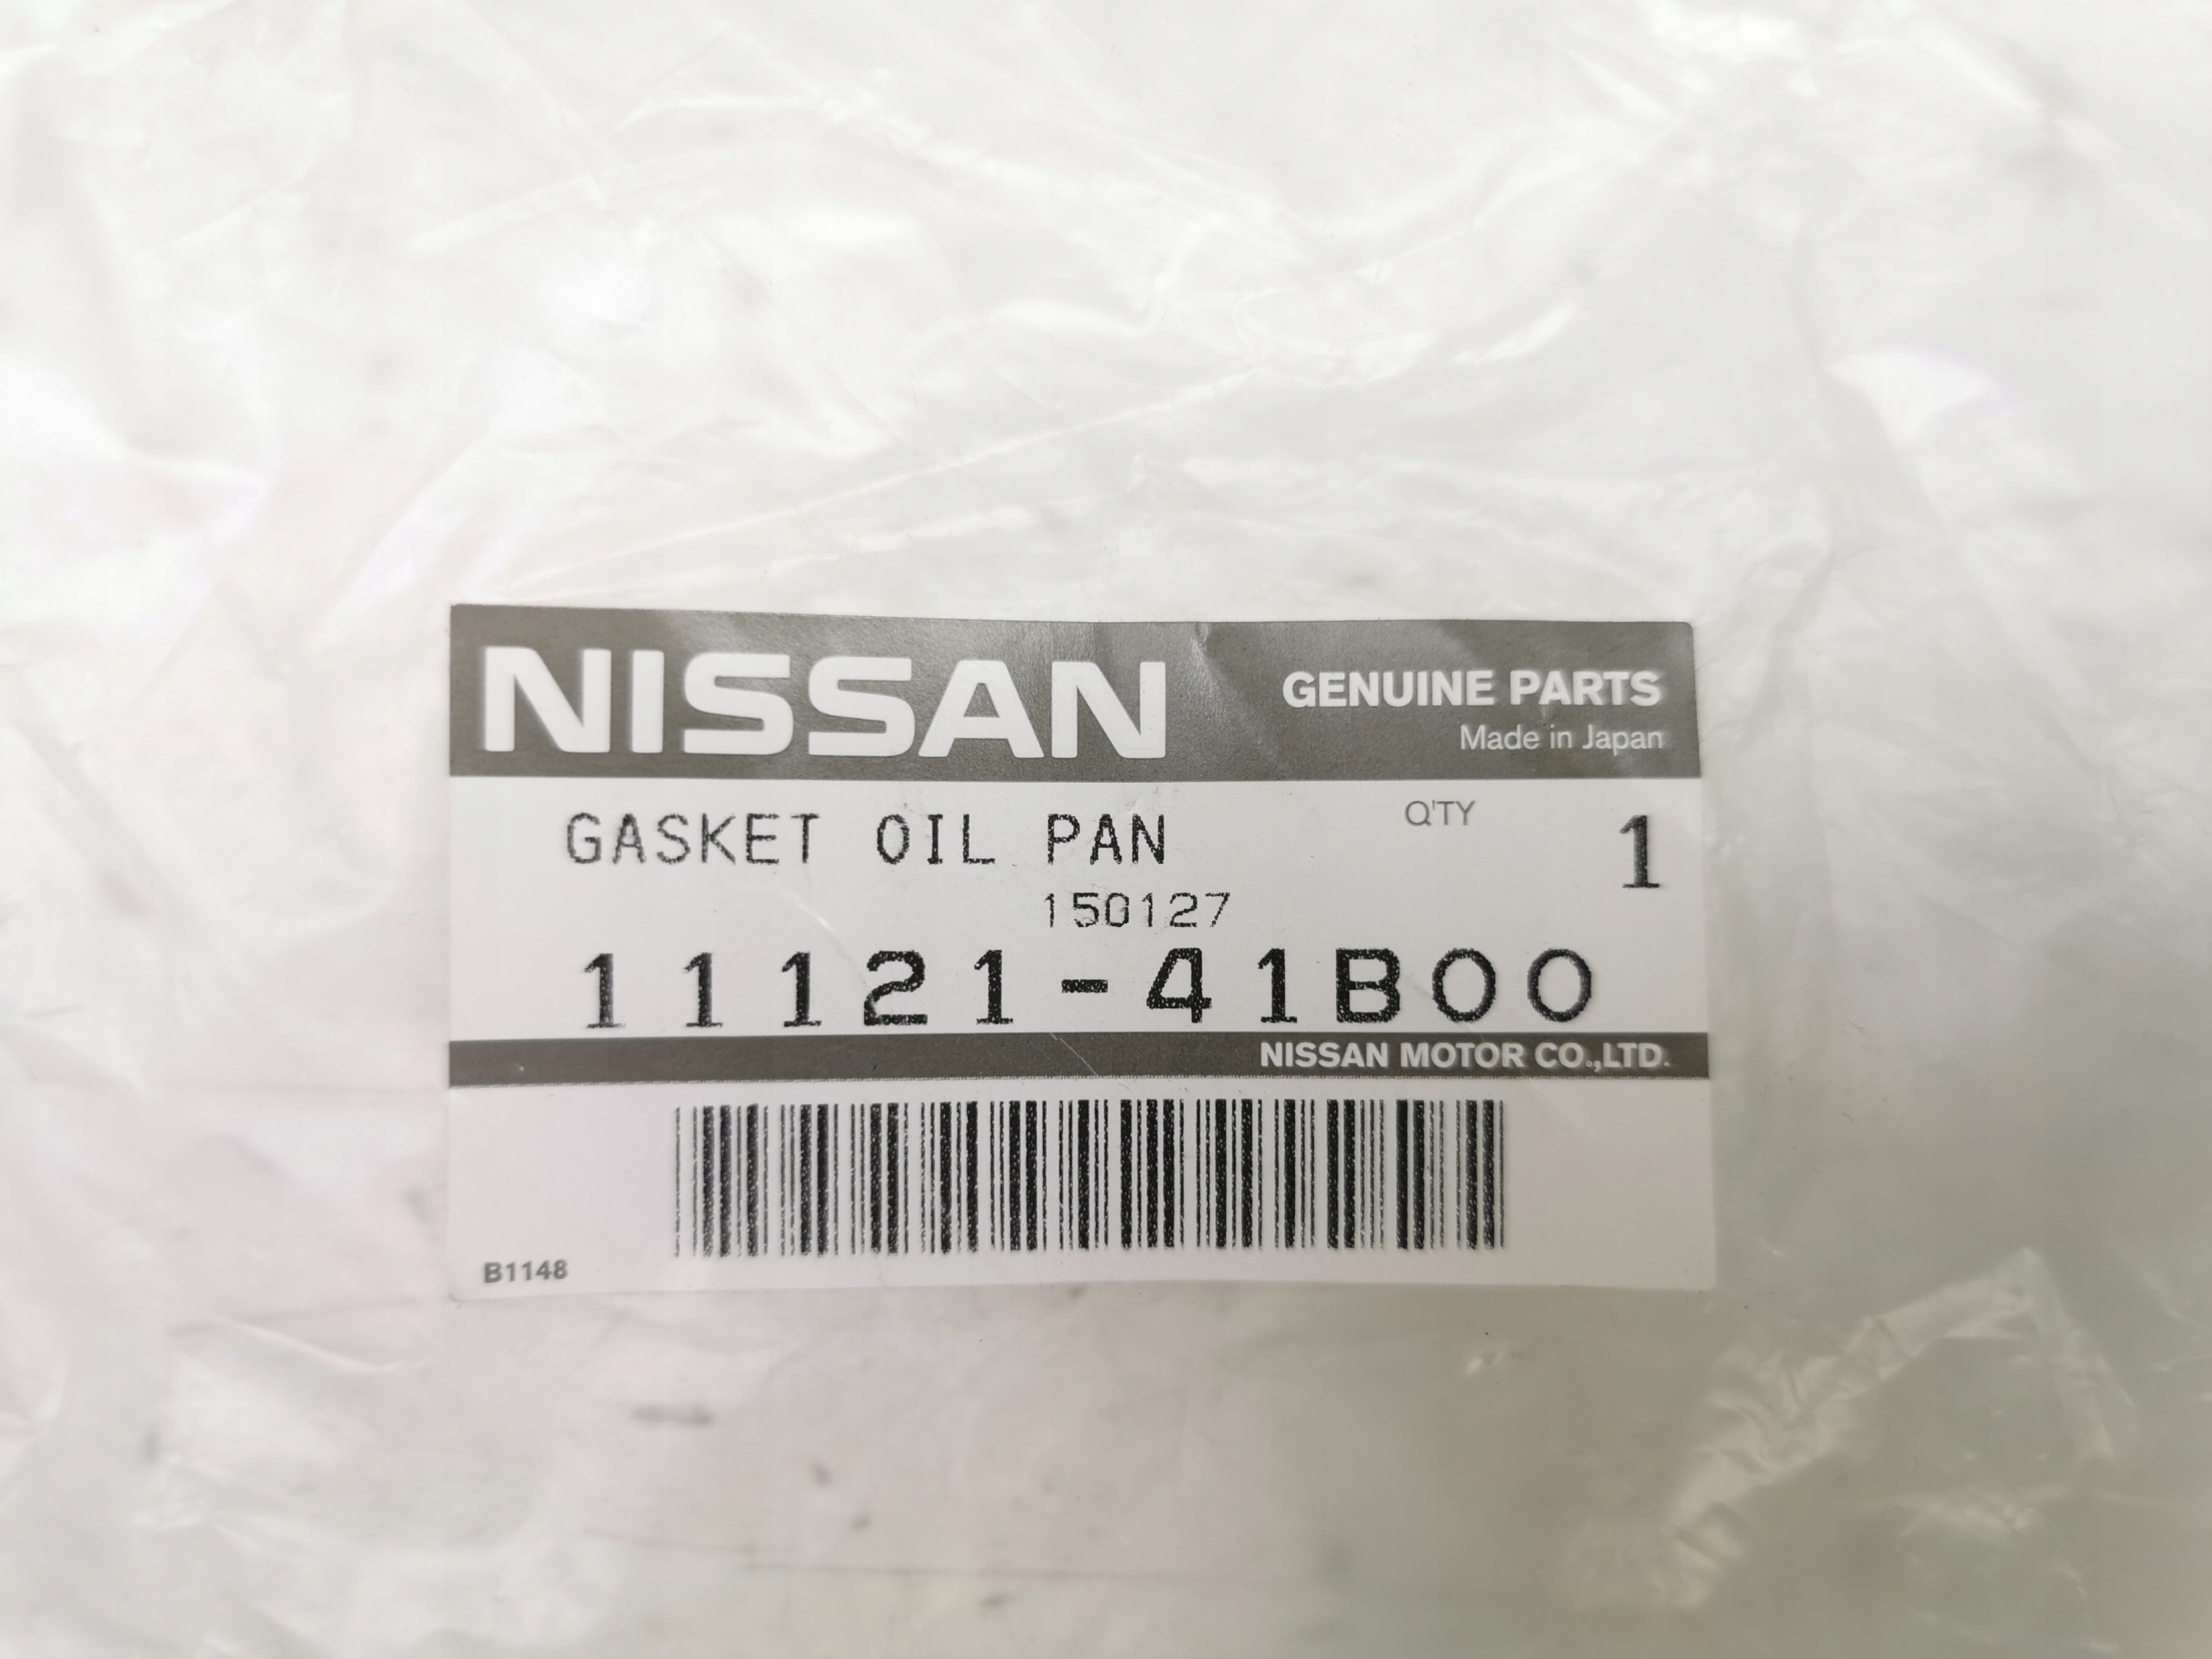 NISSAN GENUINE PARTS
Made in Japan
GASKET OIL PAN Q'TY 1
150127
11121-41B00
NISSAN MOTOR CO.,LTD.
B1148